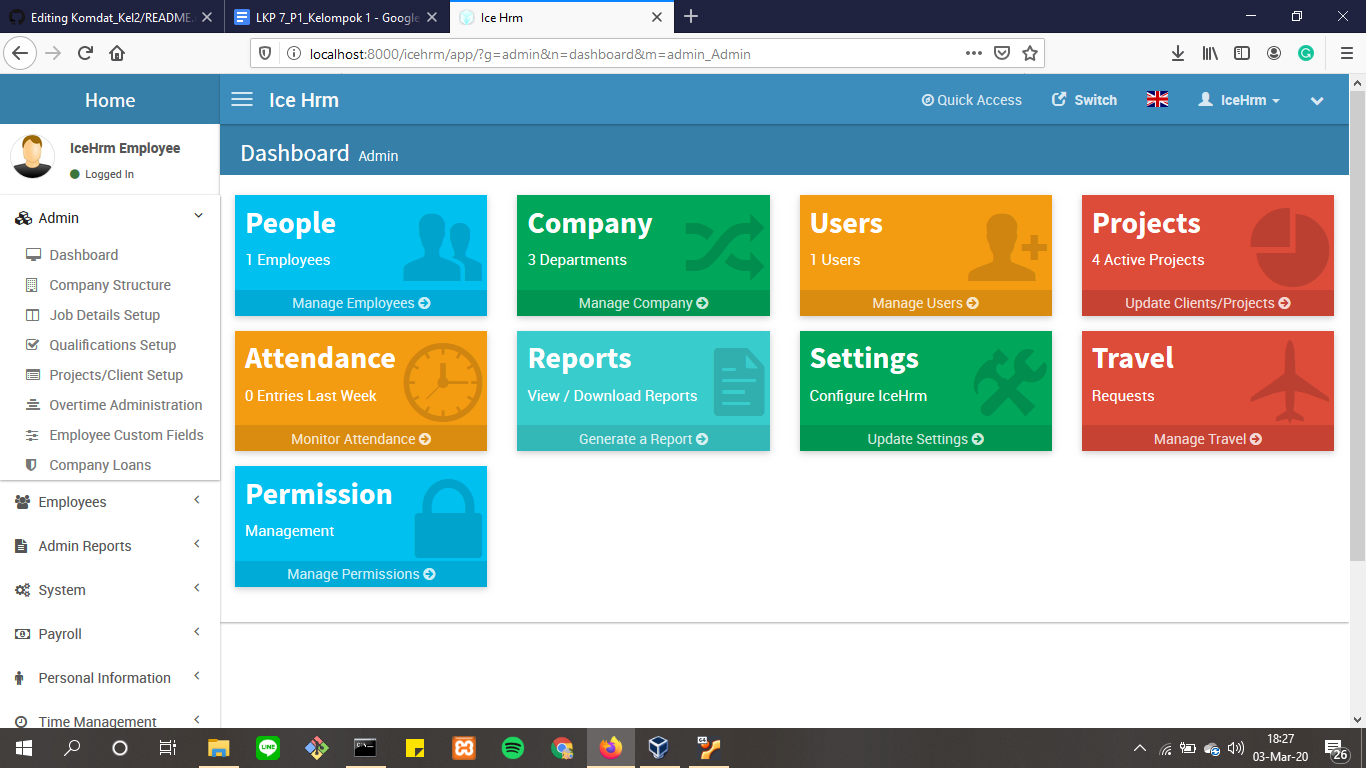 Editing Komdat_Kel2/README.
LKP 7_P1_Kelompok 1 - Google
Ice Hrm
localhost:8000/icehrm/app/?g=admin&n=dashboard&m=admin_Admin
Home
Ice Hrm
Quick Access
Switch
IceHrm
IceHrm Employee
Logged In
Dashboard Admin
Admin
Dashboard
Company Structure
Job Details Setup
Qualifications Setup
Projects/Client Setup
Overtime Administration
Employee Custom Fields
Company Loans
Employees
Admin Reports
System
Payroll
Personal Information
Time Management
People
1 Employees
Manage Employees
Company
3 Departments
Manage Company
Users
1 Users
Manage Users
Projects
4 Active Projects
Update Clients/Projects
Attendance
0 Entries Last Week
Monitor Attendance
Reports
View / Download Reports
Generate a Report
Settings
Configure IceHrm
Update Settings
Travel
Requests
Manage Travel
Permission
Management
Manage Permissions
LINE
64
18:27
03-Mar-20
26